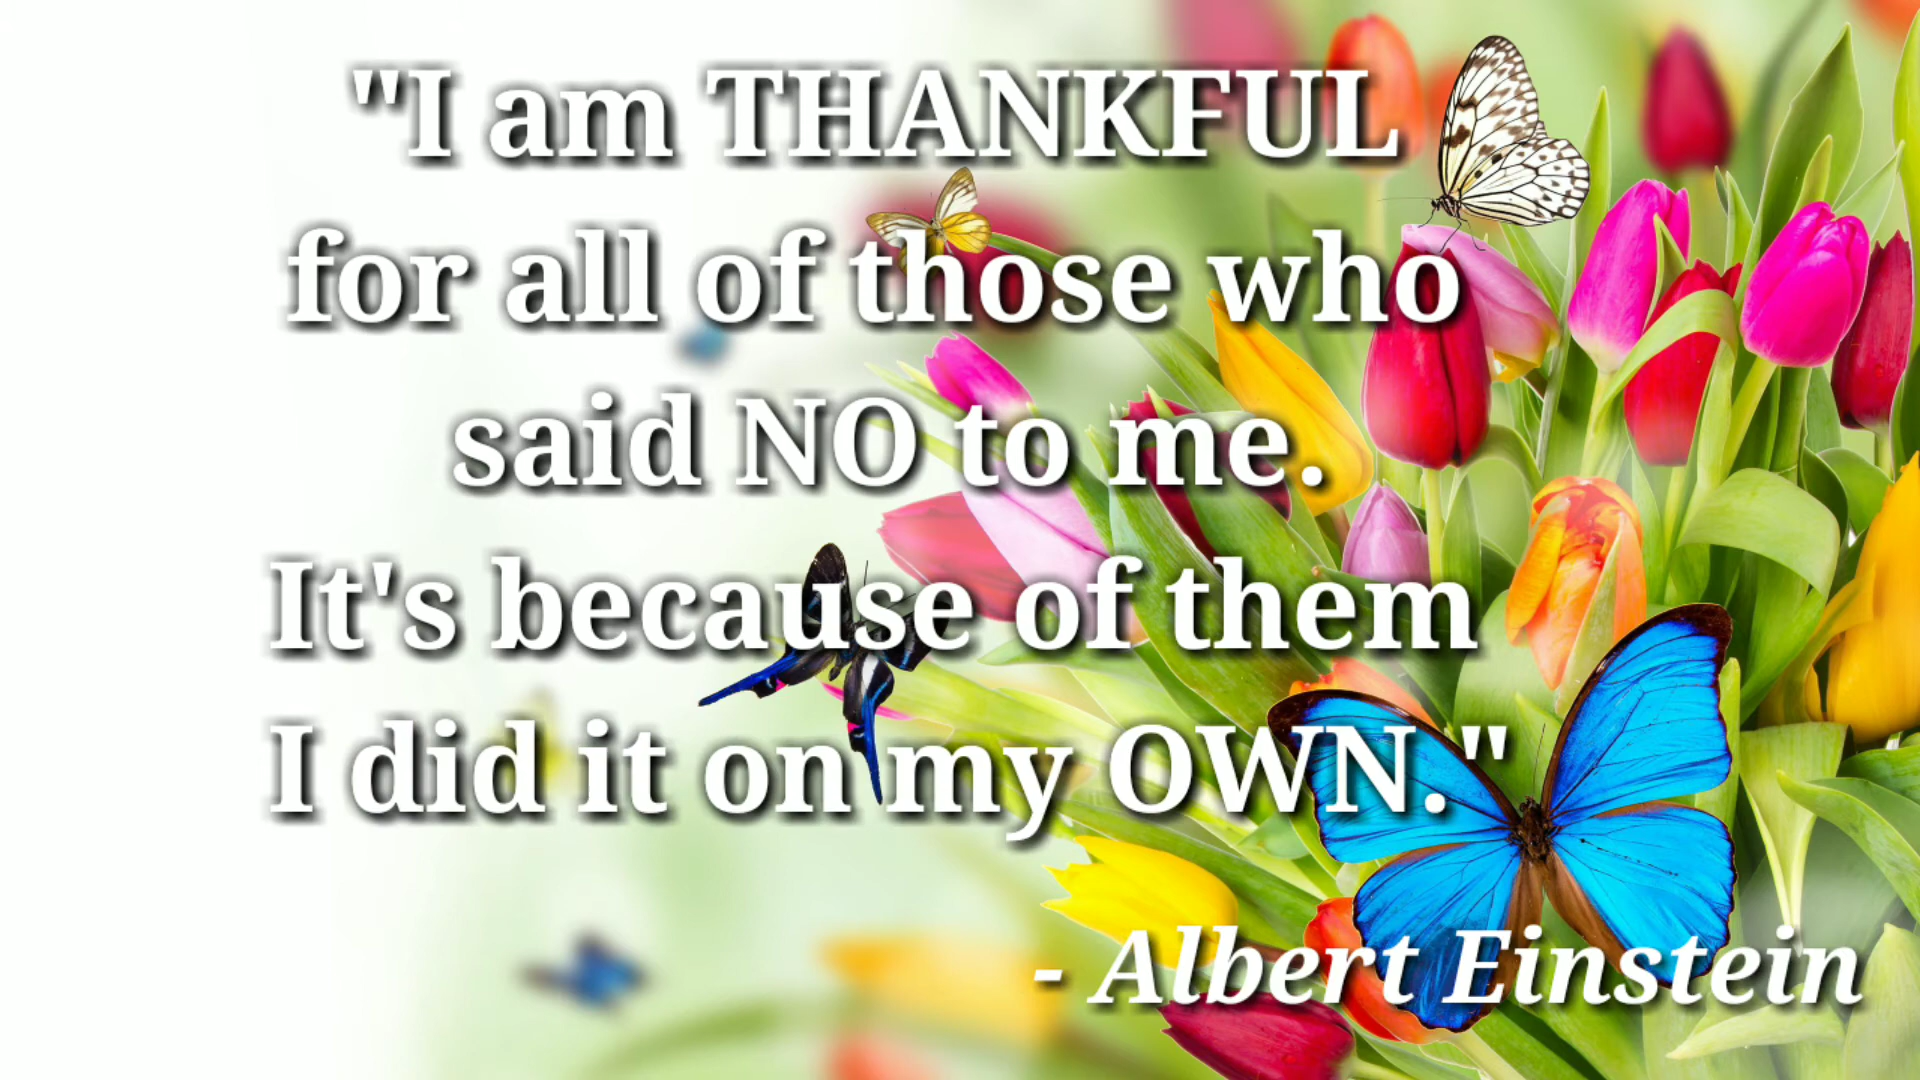 "I am THANKFUL
for all of those who
said NO to me.
It's because of them
I did it on my OWN."
- Albert Einstein